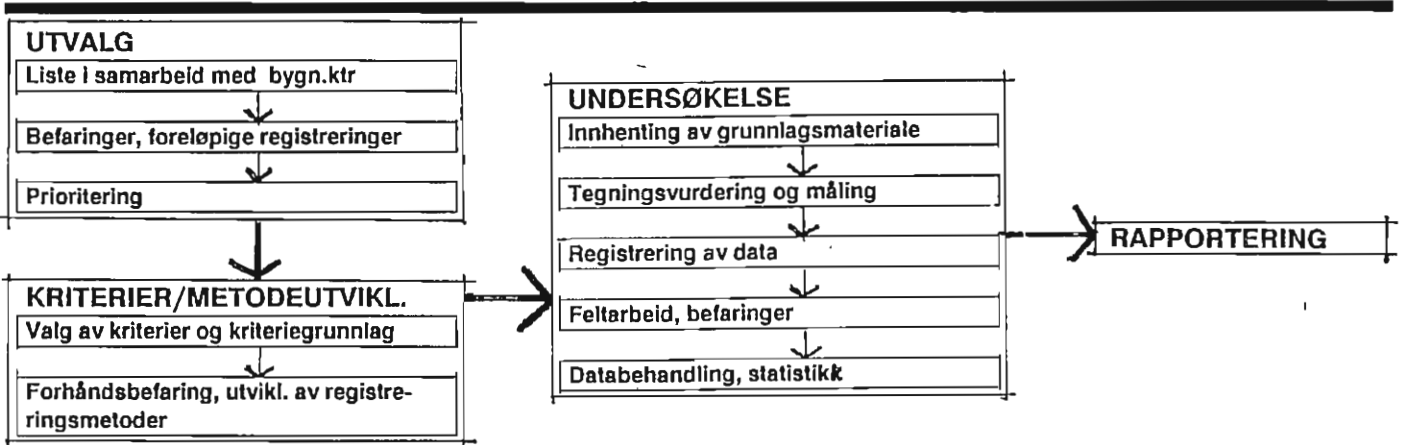 UTVALG
Liste i samarbeid med bygn.ktr
Befaringer, foreløpige registreringer
Prioritering
KRITERIER/METODEUTVIKL.
Valg av kriterier og kriteriegrunnlag
Forhåndsbefaring, utvikl. av registre-
ringsmetoder
UNDERSØKELSE
Innhenting av grunnlagsmateriale
Tegningsvurdering og måling
Registrering av data
Feltarbeid, befaringer
Databehandling, statistikk
RAPPORTERING